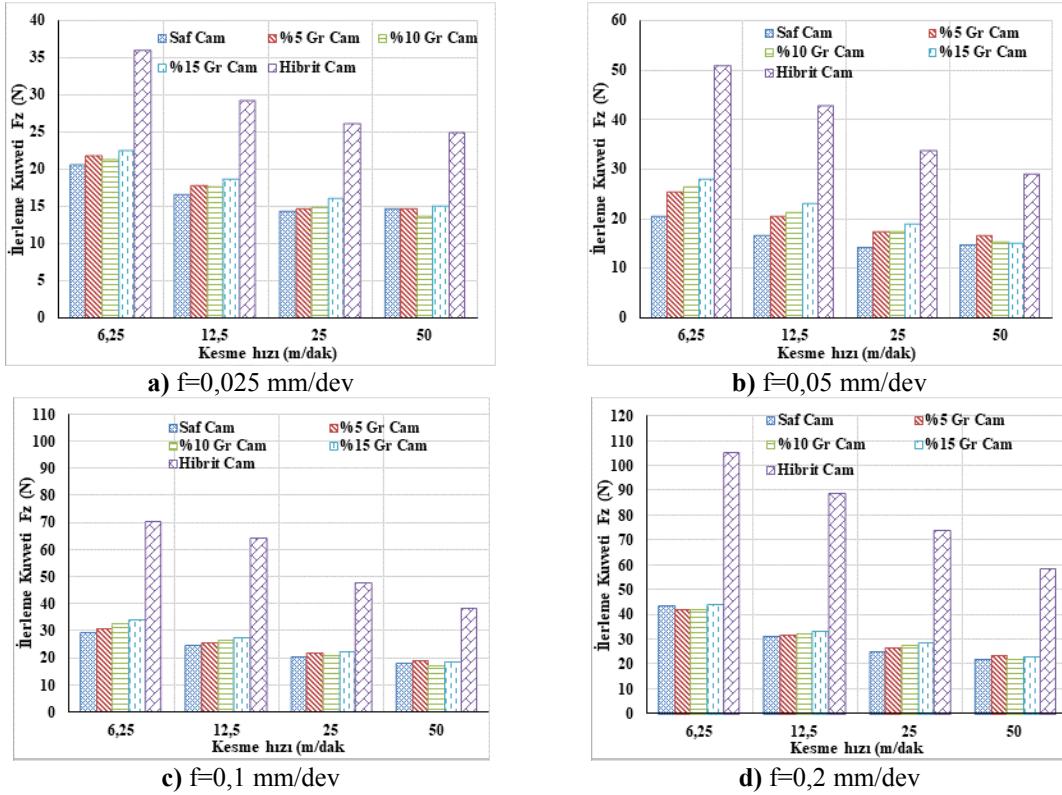 40
35
30
25
20
15
10
5
0
İlerleme Kuvveti Fz (N)
Saf Cam
%5 Gr Cam
%10 Gr Cam
%15 Gr Cam
Hibrit Cam
6,25
12,5
25
50
Kesme hızı (m/dak)
a) f=0,025 mm/dev
60
50
40
30
20
10
0
İlerleme Kuvveti Fz (N)
Saf Cam
%5 Gr Cam
%10 Gr Cam
%15 Gr Cam
Hibrit Cam
6,25
12,5
25
50
Kesme hızı (m/dak)
b) f=0,05 mm/dev
110
100
90
80
70
60
50
40
30
20
10
0
İlerleme Kuvveti Fz (N)
Saf Cam
%5 Gr Cam
%10 Gr Cam
%15 Gr Cam
Hibrit Cam
6,25
12,5
25
50
Kesme hızı (m/dak
c) f=0,1 mm/dev
120
110
100
90
80
70
60
50
40
30
20
10
0
İlerleme Kuvveti Fz (N)
Saf Cam
%5 Gr Cam
%10 Gr Cam
%15 Gr Cam
Hibrit Cam
6,25
12,5
25
50
Kesme hızı (m/dak)
d) f=0,2 mm/dev